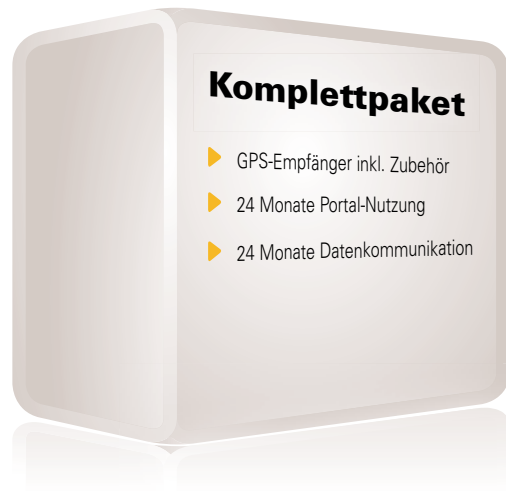 Komplettpaket
GPS-Empfänger inkl. Zubehör
24 Monate Portal-Nutzung
24 Monate Datenkommunikation